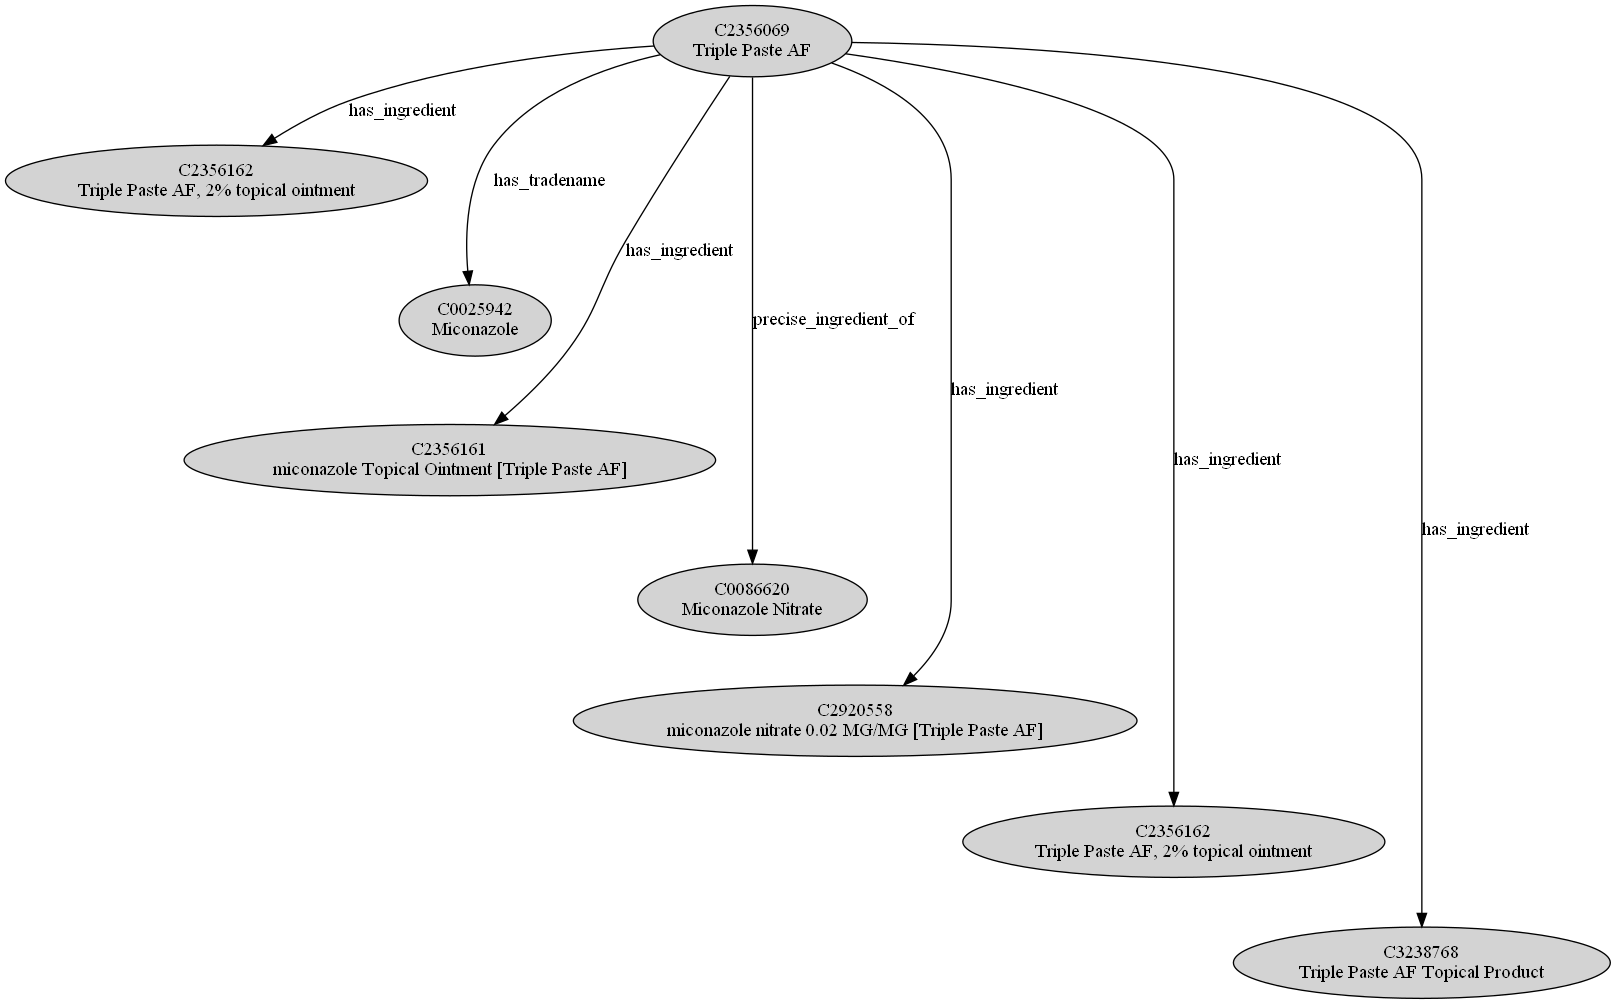 C2356069
Triple Paste AF
has_ingredient
C2356162
Triple Paste AF, 2% topical ointment
has_tradename
has_ingredient
C0025942
Miconazole
precise_ingredient_of
has_ingredient
C2356161
miconazole Topical Ointment [Triple Paste AF]
has_ingredient
has_ingredient
C0086620
Miconazole Nitrate
C2920558
miconazole nitrate 0.02 MG/MG [Triple Paste AF]
C2356162
Triple Paste AF, 2% topical ointment
C3238768
Triple Paste AF Topical Product